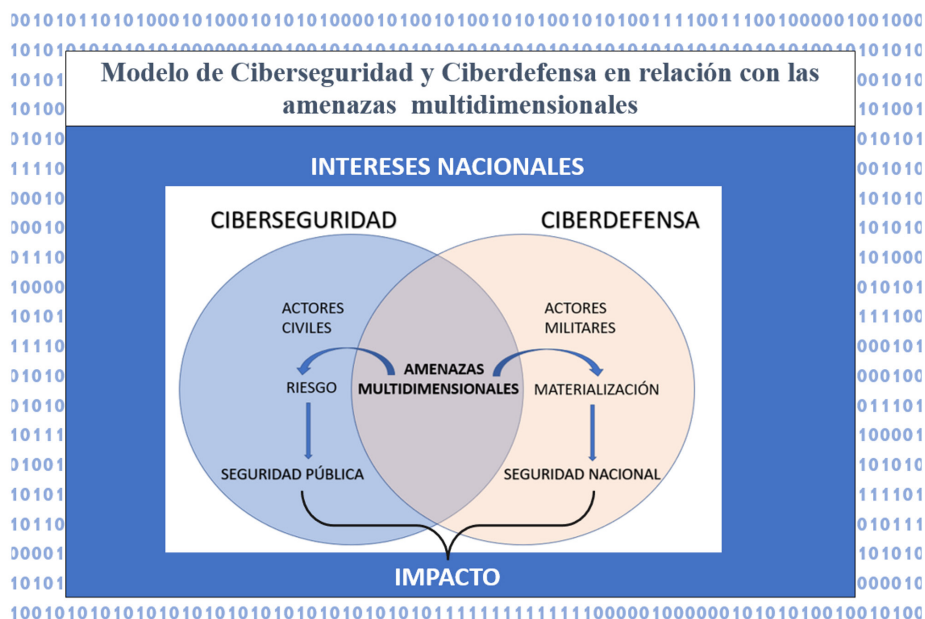 Modelo de Ciberseguridad y Ciberdefensa en relación con las
amenazas multidimensionales
INTERESES NACIONALES
CIBERSEGURIDAD
CIBERDEFENSA
ACTORES
CIVILES
ACTORES
MILITARES
AMENAZAS
MULTIDIMENSIONALES
RIESGO
MATERIALIZACIÓN
SEGURIDAD PÚBLICA
SEGURIDAD NACIONAL
IMPACTO